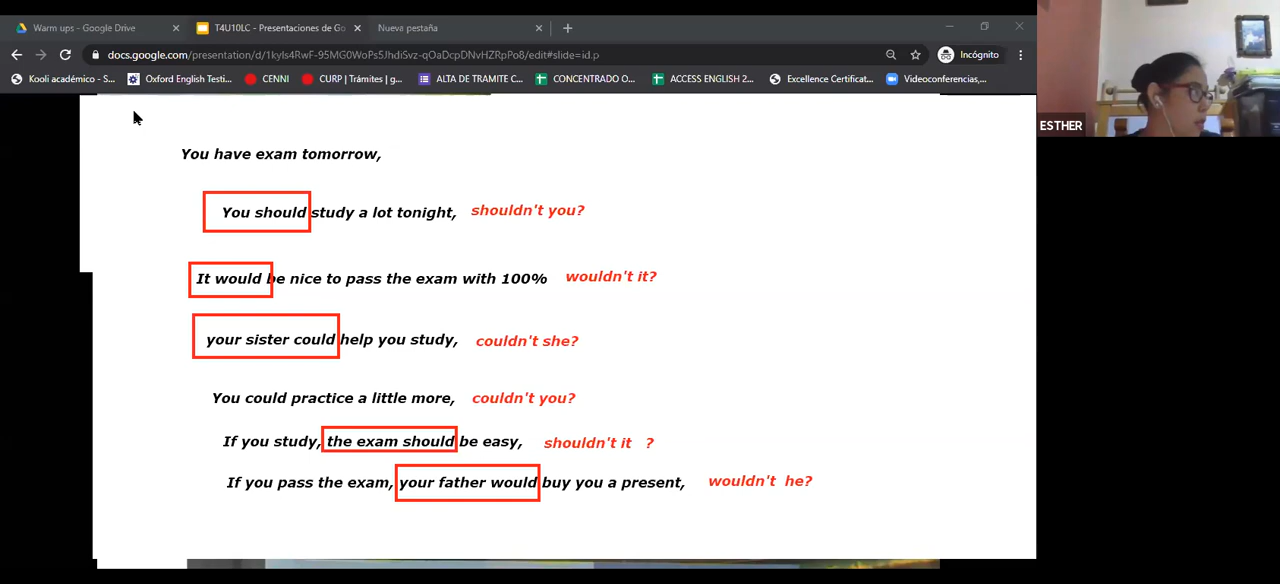 Warm ups - Google Drive
T4U10LC - Presentaciones de Go
Nueva pestaña
docs.google.com/presentation/d/1kyls4RwF-95MG0WoPs5JhdiSvz-qOaDcpDNvHZRpPo8/edit#slide=id.p
Incógnito
Kooli académico - S...
Oxford English Testi...
CENNI
CURP | Trámites | g...
ALTA DE TRAMITE C...
CONCENTRADO O...
ACCESS ENGLISH 2...
Excellence Certificat...
Videoconferencias,...
ESTHER
You have exam tomorrow,
You should study a lot tonight, shouldn't you?
It would be nice to pass the exam with 100% wouldn't it?
your sister could help you study, couldn't she?
You could practice a little more, couldn't you?
If you study, the exam should be easy, shouldn't it ?
If you pass the exam, your father would buy you a present, wouldn't he?